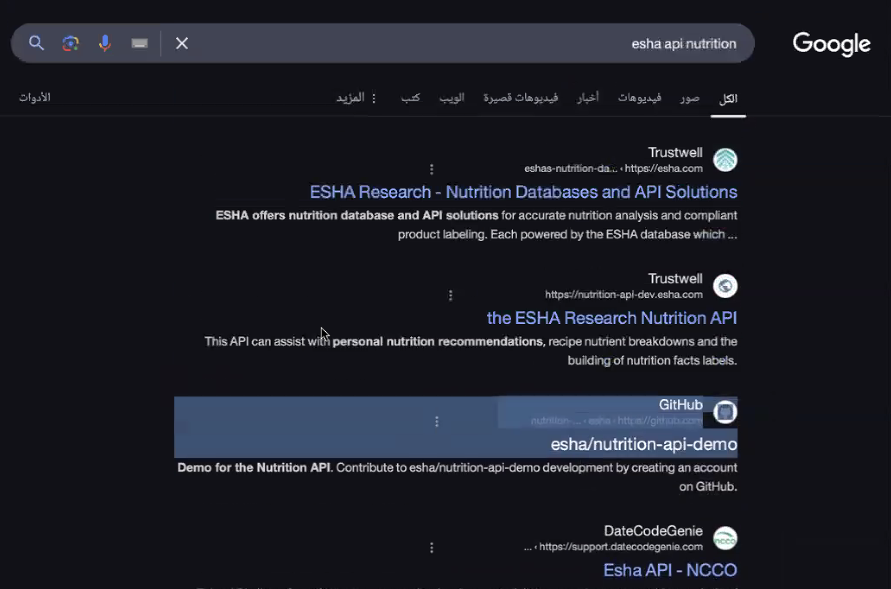 esha api nutrition
Google
الكل صور فيديوهات أخبار فيديوهات قصيرة الويب كتب المزيد الأدوات
Trustwell
https://esha.com › eshas-nutrition-da...
ESHA Research - Nutrition Databases and API Solutions
ESHA offers nutrition database and API solutions for accurate nutrition analysis and compliant
product labeling. Each powered by the ESHA database which ...
Trustwell
https://nutrition-api-dev.esha.com
the ESHA Research Nutrition API
This API can assist with personal nutrition recommendations, recipe nutrient breakdowns and the
building of nutrition facts labels.
GitHub
https://github.com › esha › nutrition-...
esha/nutrition-api-demo
Demo for the Nutrition API. Contribute to esha/nutrition-api-demo development by creating an account
on GitHub.
DateCodeGenie
https://support.datecodegenie.com › ...
Esha API - NCCO